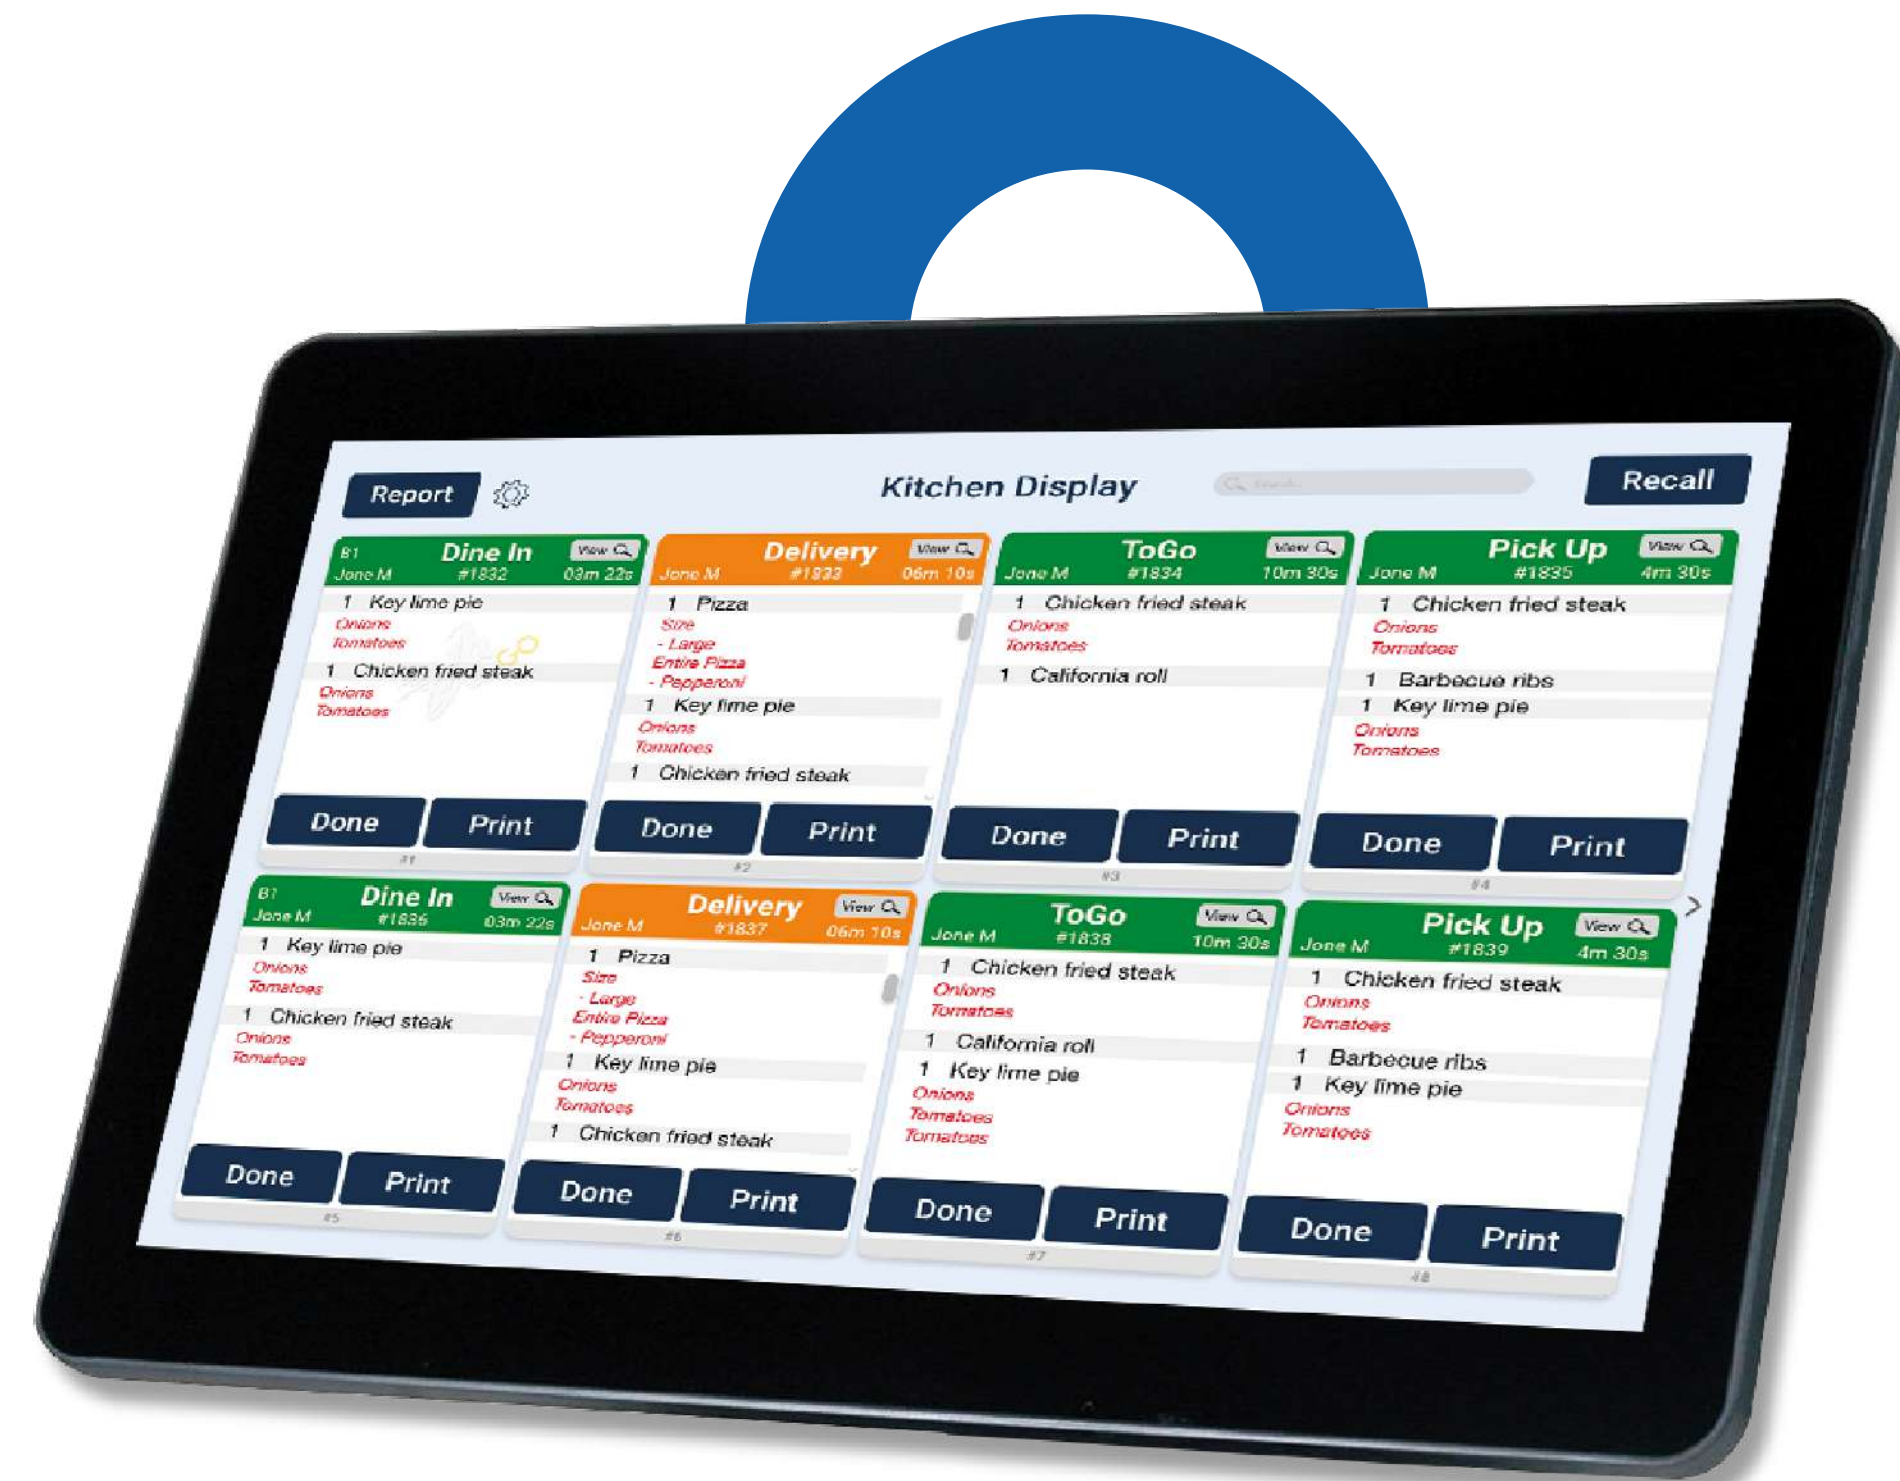 Report
Kitchen Display
Recall
B1 Dine In View
Jone M #1832 03m 22s
1 Key lime pie
Onions
Tomatoes
1 Chicken fried steak
Onions
Tomatoes
Done Print
#1
Delivery View
Jone M #1833 06m 10s
1 Pizza
Size
- Large
Entire Pizza
- Pepperoni
1 Key lime pie
Onions
Tomatoes
1 Chicken fried steak
Done Print
#2
ToGo View
Jone M #1834 10m 30s
1 Chicken fried steak
Onions
Tomatoes
1 California roll
Done Print
#3
Pick Up View
Jone M #1835 4m 30s
1 Chicken fried steak
Onions
Tomatoes
1 Barbecue ribs
1 Key lime pie
Onions
Tomatoes
Done Print
#4
B1 Dine In View
Jone M #1836 03m 22s
1 Key lime pie
Onions
Tomatoes
1 Chicken fried steak
Onions
Tomatoes
Done Print
#5
Delivery View
Jone M #1837 06m 10s
1 Pizza
Size
- Large
Entire Pizza
- Pepperoni
1 Key lime pie
Onions
Tomatoes
1 Chicken fried steak
Done Print
#6
ToGo View
Jone M #1838 10m 30s
1 Chicken fried steak
Onions
Tomatoes
1 California roll
1 Key lime pie
Onions
Tomatoes
Tomatoes
Done Print
#7
Pick Up View
Jone M #1839 4m 30s
1 Chicken fried steak
Onions
Tomatoes
1 Barbecue ribs
1 Key lime pie
Onions
Tomatoes
Done Print
#8